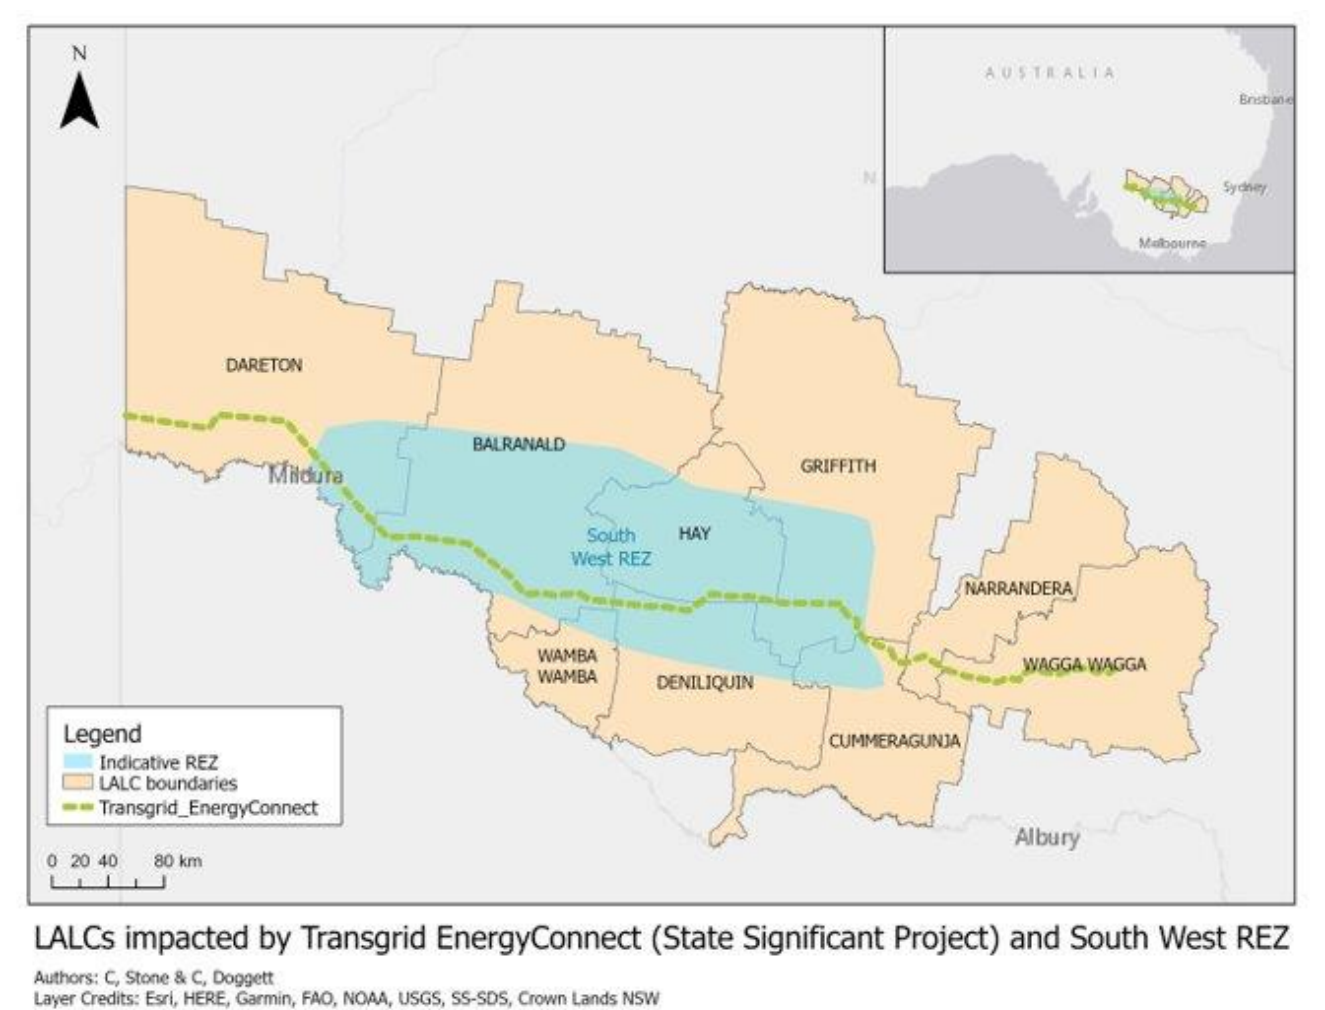 N
AUSTRALIA
Brisbane
N
Sydney
Melbourne
DARETON
BALRANALD
GRIFFITH
Mildura
HAY
South
West REZ
NARRANDERA
WAMBA
WAMBA
WAGGA WAGGA
DENILIQUIN
CUMMERAGUNJA
Albury
Legend
Indicative REZ
LALC boundaries
Transgrid_EnergyConnect
0 20 40 80 km
LALCs impacted by Transgrid EnergyConnect (State Significant Project) and South West REZ
Authors: C, Stone & C, Doggett
Layer Credits: Esri, HERE, Garmin, FAO, NOAA, USGS, SS-SDS, Crown Lands NSW